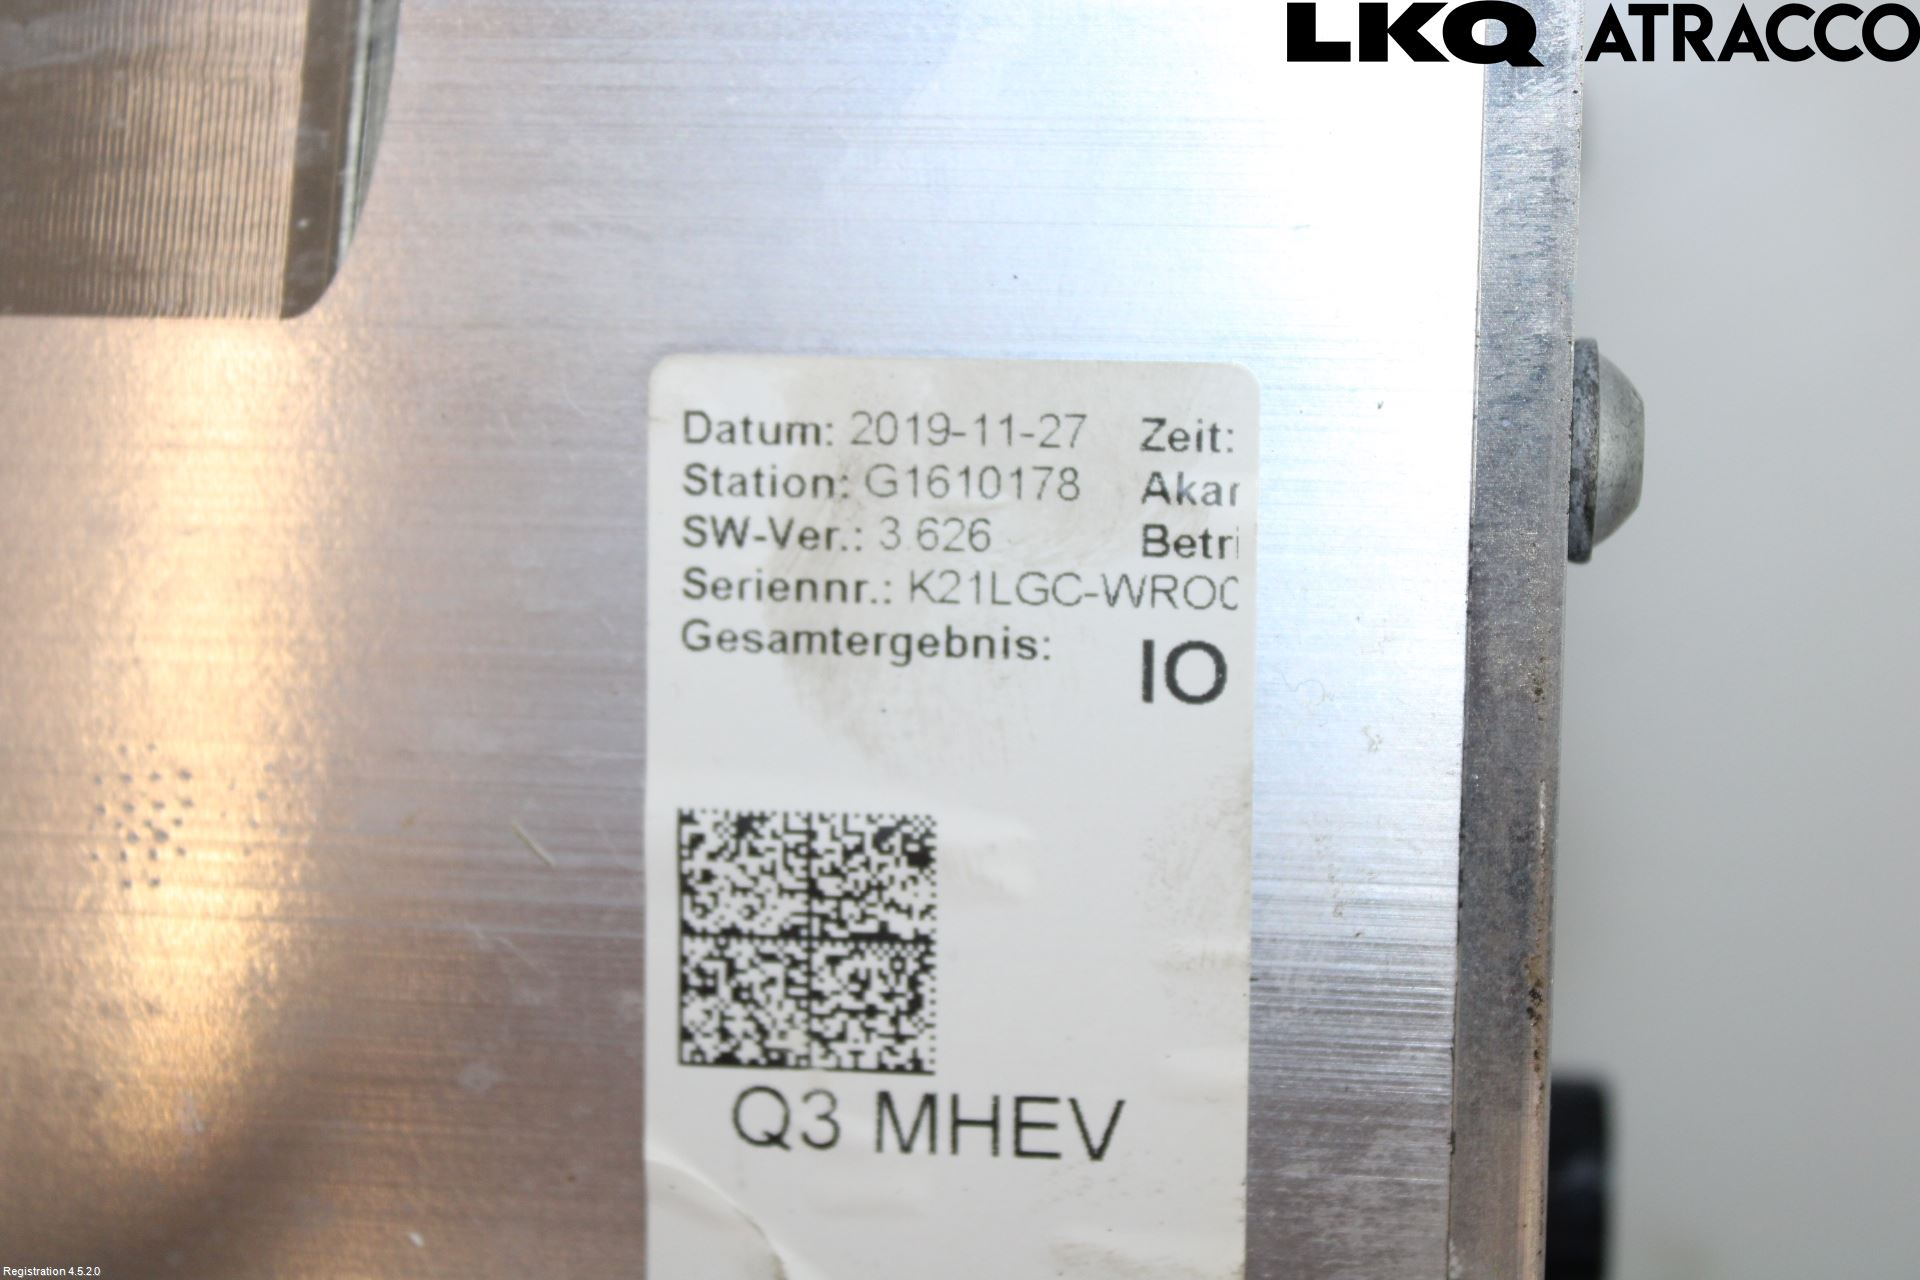 LKQ ATRACCO
Datum: 2019-11-27 Zeit:
Station: G1610178 Akar
SW-Ver.: 3.626 Betri
Seriennr.: K21LGC-WROC
Gesamtergebnis: IO
Q3 MHEV
Registration 4.5.2.0